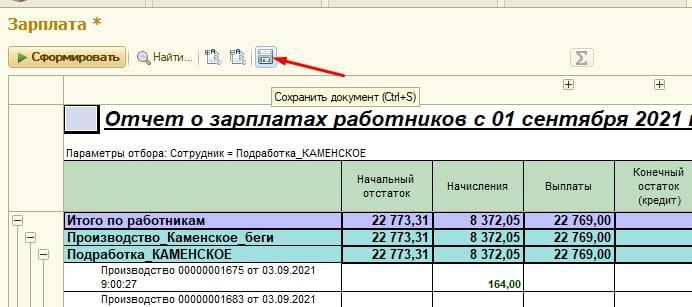 Зарплата *
Сформировать Найти... Σ
Сохранить документ (Ctrl+S)
Отчет о зарплатах работников с 01 сентября 2021
Параметры отбора: Сотрудник = Подработка_КАМЕНСКОЕ
Начальный отстаток Начисления Выплаты Конечный остаток (кредит)
Итого по работникам 22 773,31 8 372,05 22 769,00
Производство_Каменское_беги 22 773,31 8 372,05 22 769,00
Подработка_КАМЕНСКОЕ 22 773,31 8 372,05 22 769,00
Производство 00000001675 от 03.09.2021
9:00:27 164,00
Производство 00000001683 от 03.09.2021